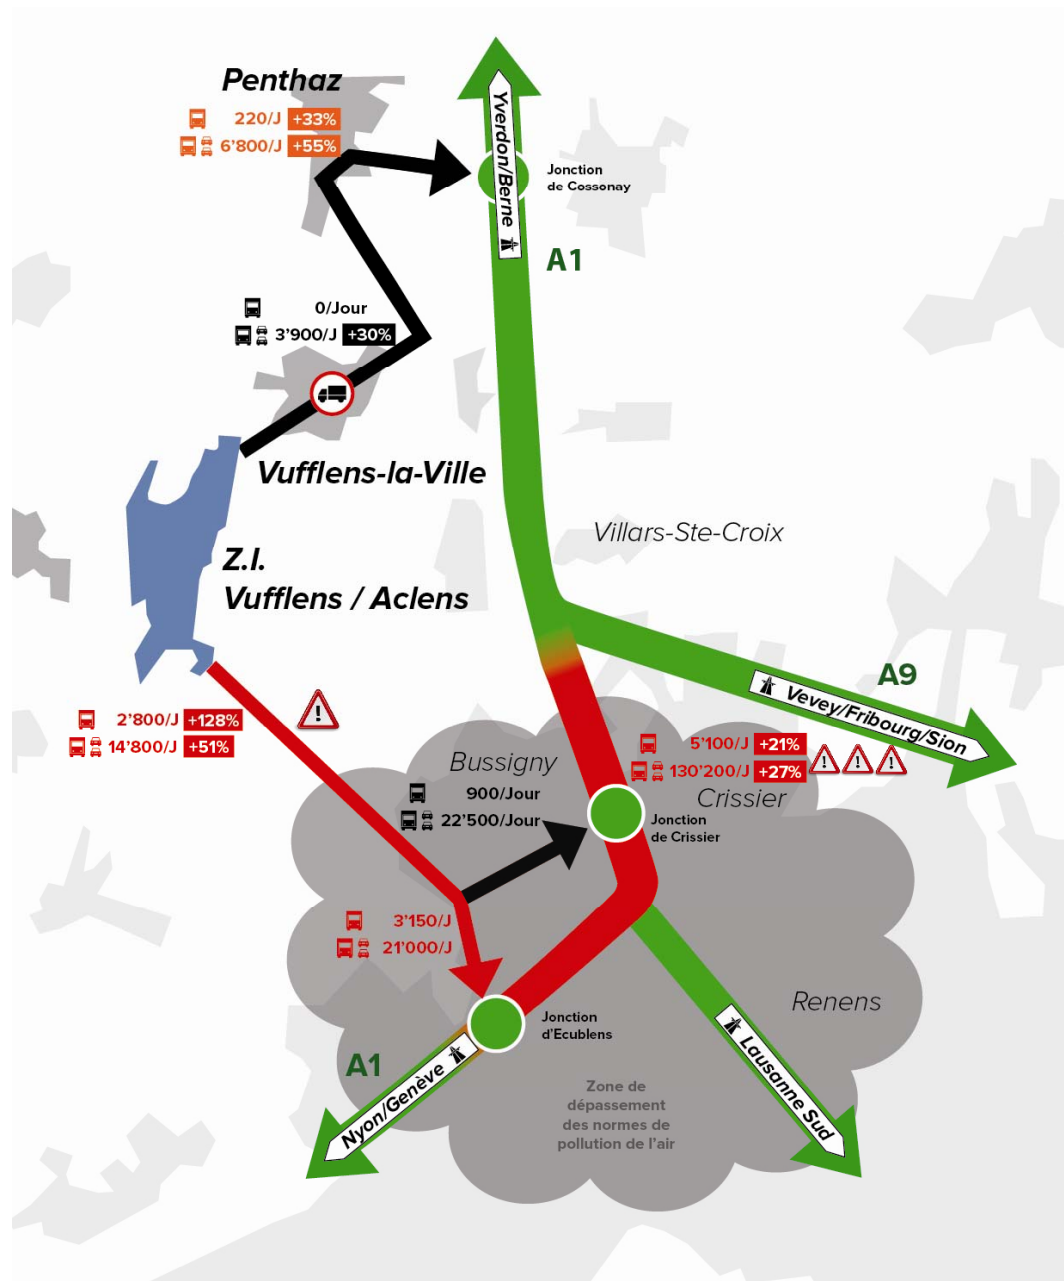 Penthaz
220/J +33%
6'800/J +55%
Yverdon/Berne
Jonction
de Cossonay
A1
0/Jour
3'900/J +30%
Vufflens-la-Ville
Villars-Ste-Croix
Z.I.
Vufflens / Aclens
A9
Vevey/Fribourg/Sion
2'800/J +128%
14'800/J +51%
5'100/J +21%
130'200/J +27%
Bussigny
900/Jour
22'500/Jour
Crissier
Jonction
de Crissier
3'150/J
21'000/J
Renens
Jonction
d'Ecublens
A1
Nyon/Genève
Lausanne Sud
Zone de
dépassement
des normes de
pollution de l'air